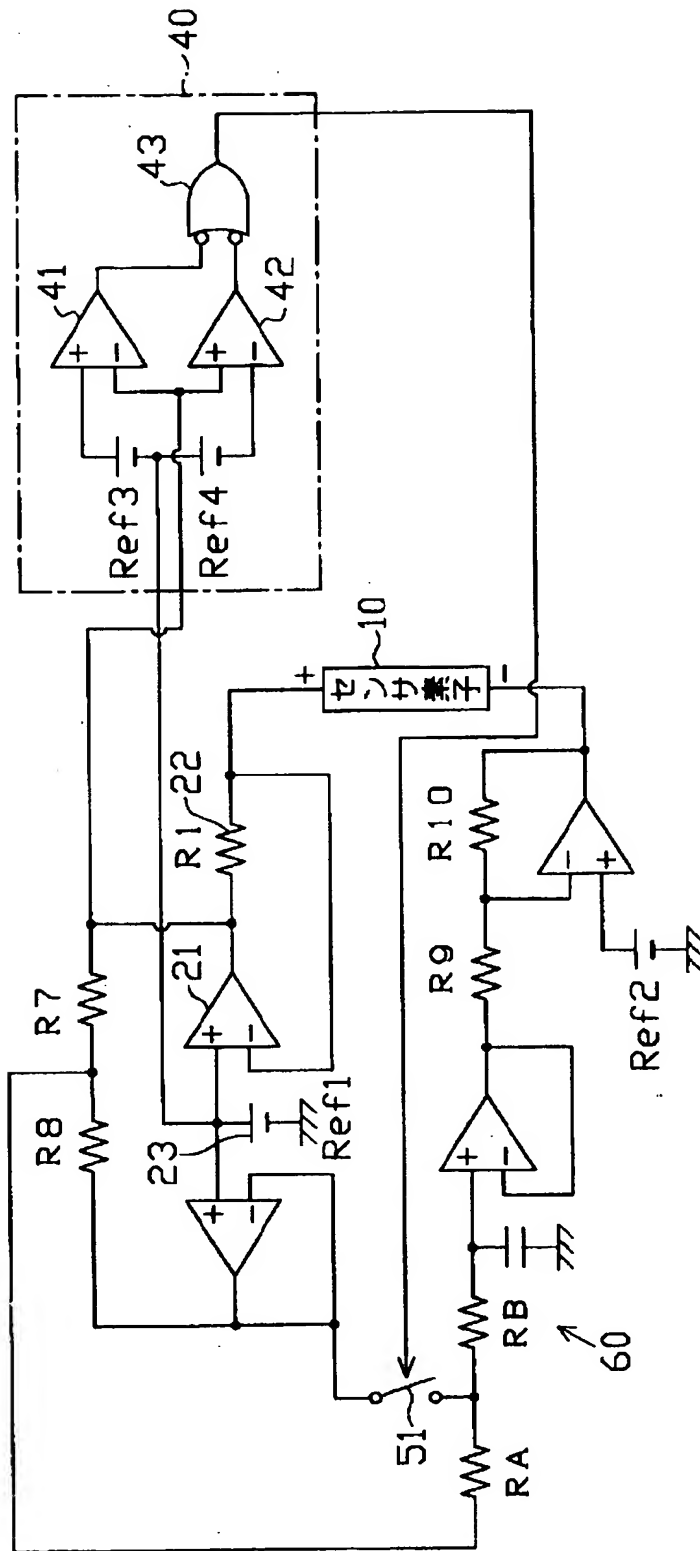 40
43
41
+
−
42
+
−
Ref3
Ref4
R7
R8
R1
22
21
+
−
+
−
23
Ref1
10
+
センサ素子
−
51
R10
R9
−
+
Ref2
+
−
RB
RA
60